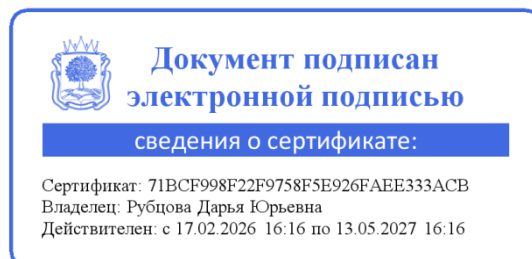 Документ подписан
электронной подписью
сведения о сертификате:
Сертификат: 71BCF998F22F9758F5E926FAEE333ACB
Владелец: Рубцова Дарья Юрьевна
Действителен: с 17.02.2026 16:16 по 13.05.2027 16:16